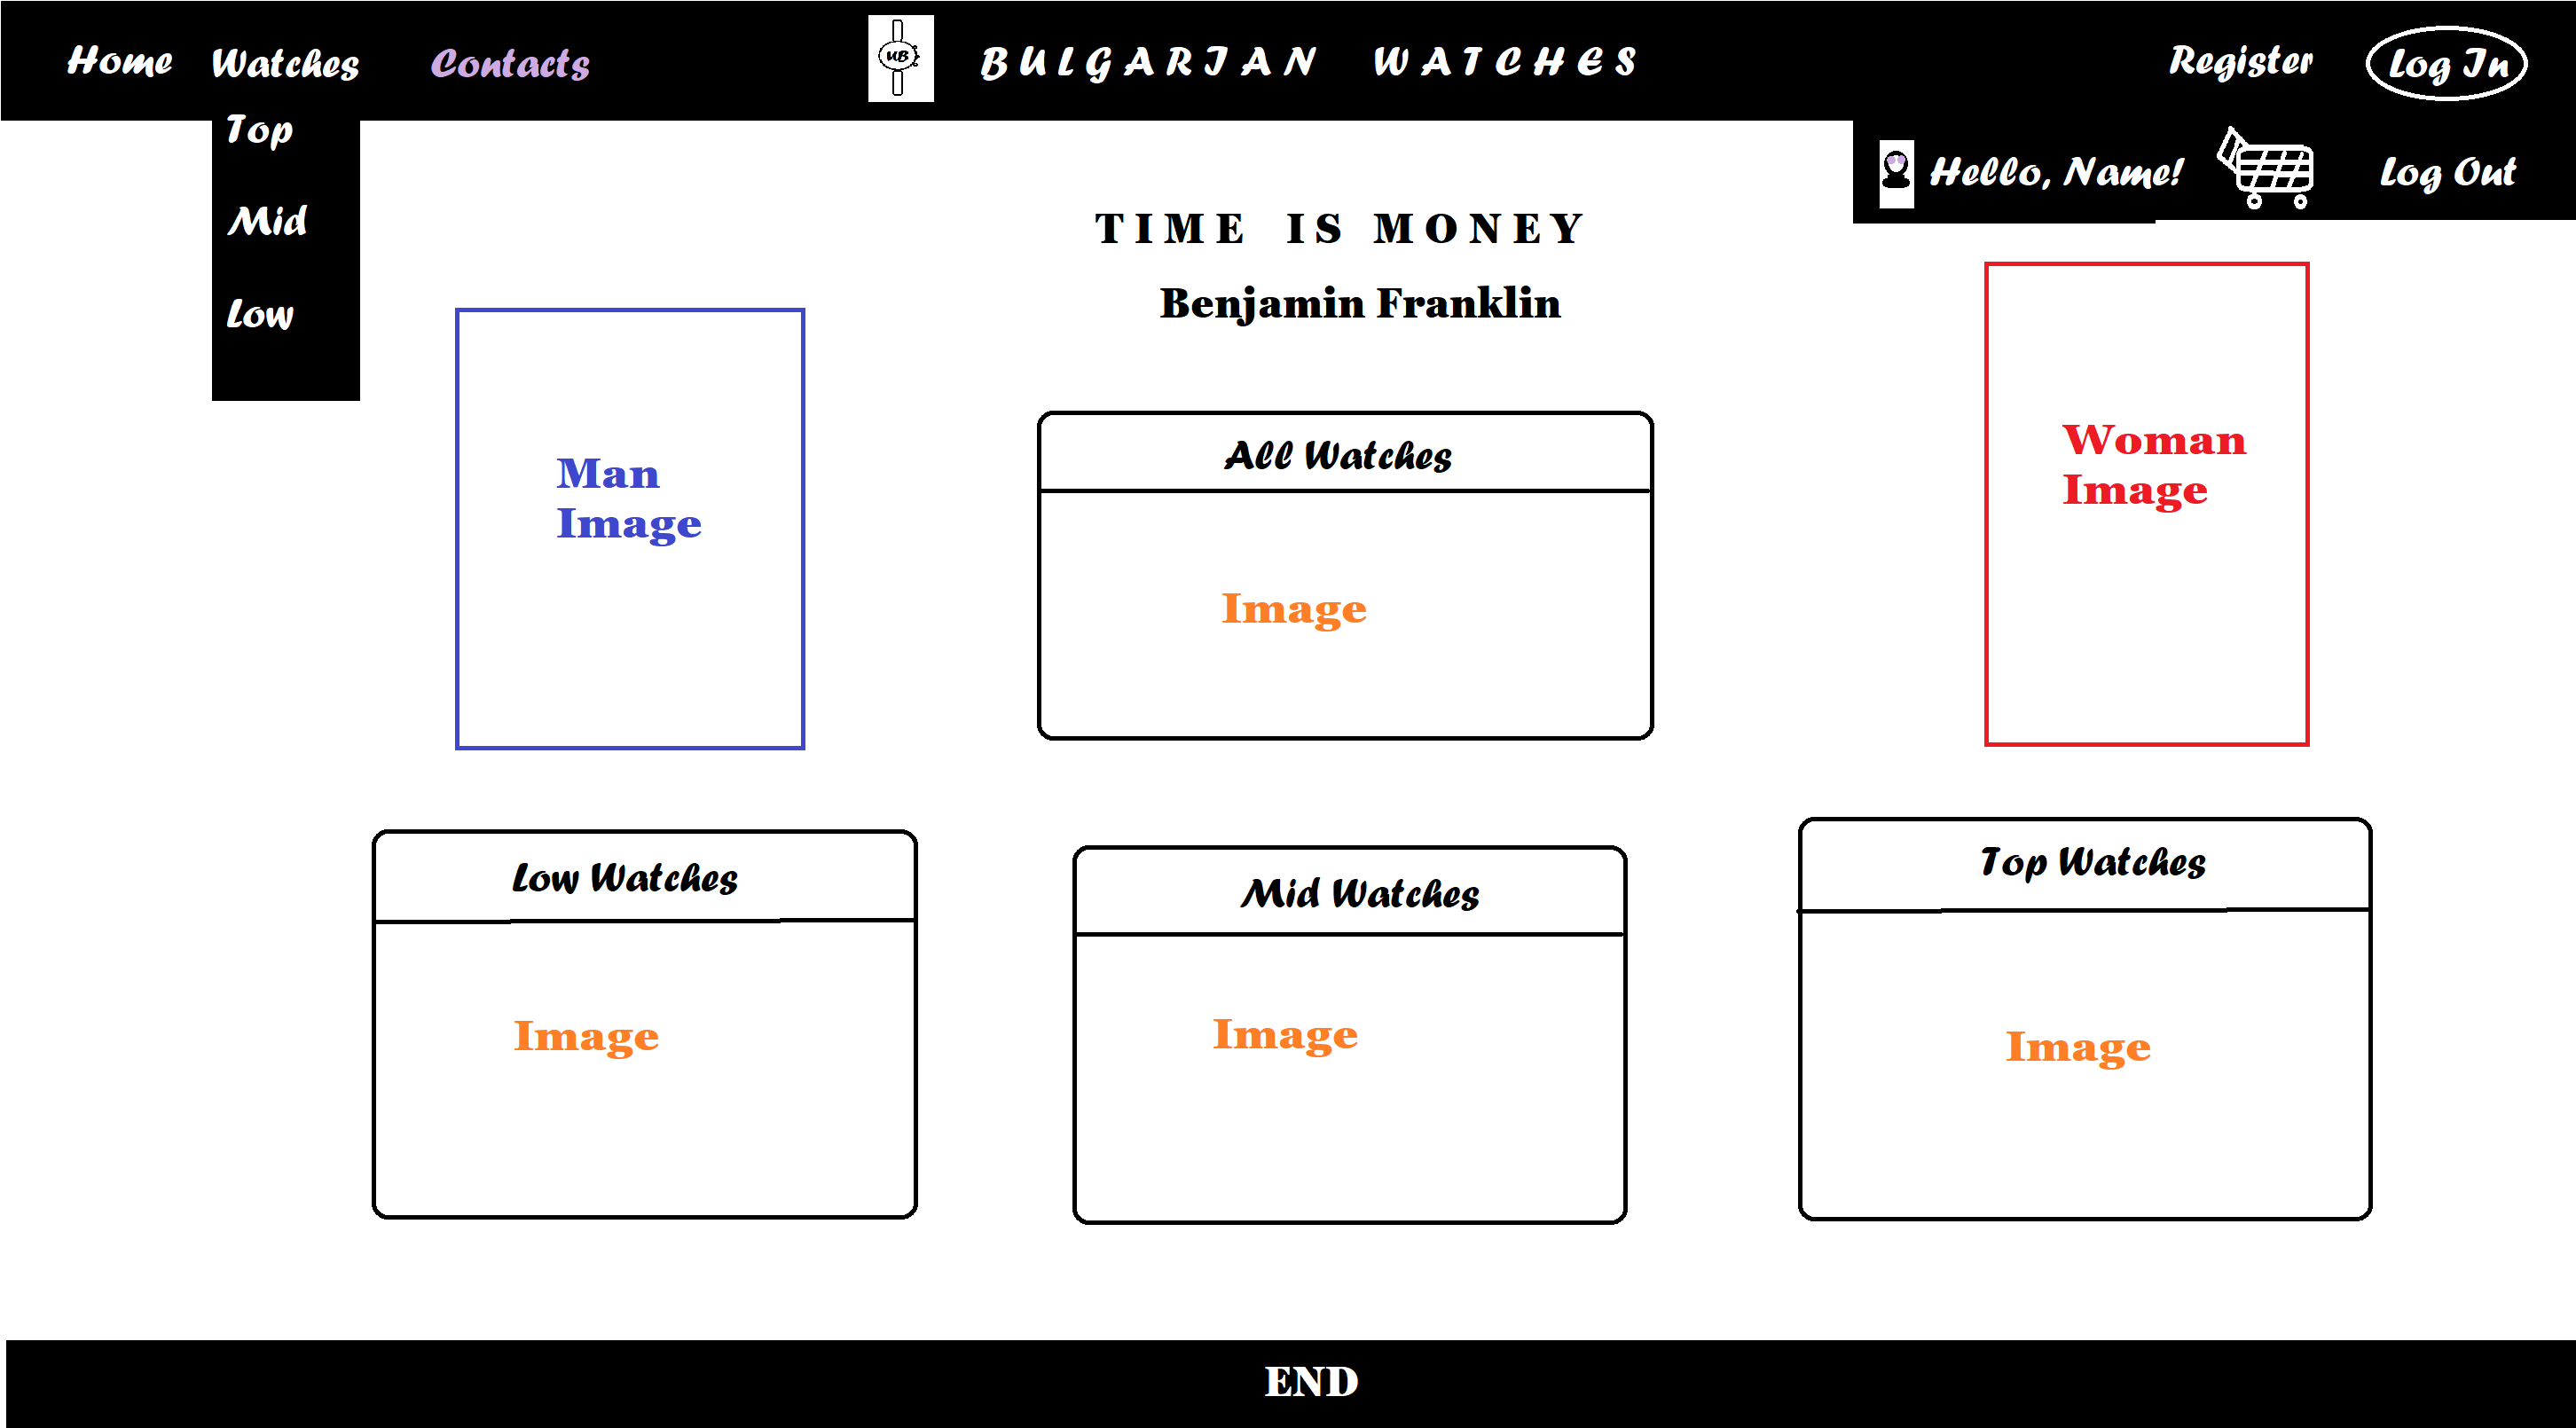 Home Watches Contacts UB BULGARIAN WATCHES Register Log In
Top
Mid
Low
Hello, Name! Log Out
TIME IS MONEY
Benjamin Franklin
Man
Image
All Watches
Image
Woman
Image
Low Watches
Image
Mid Watches
Image
Top Watches
Image
END